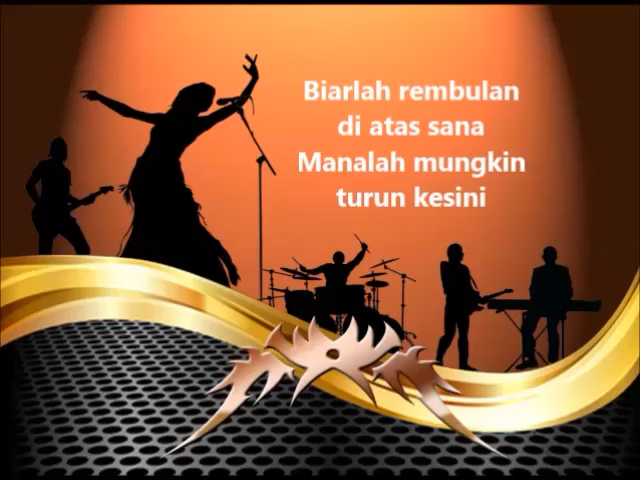 Biarlah rembulan
di atas sana
Manalah mungkin
turun kesini